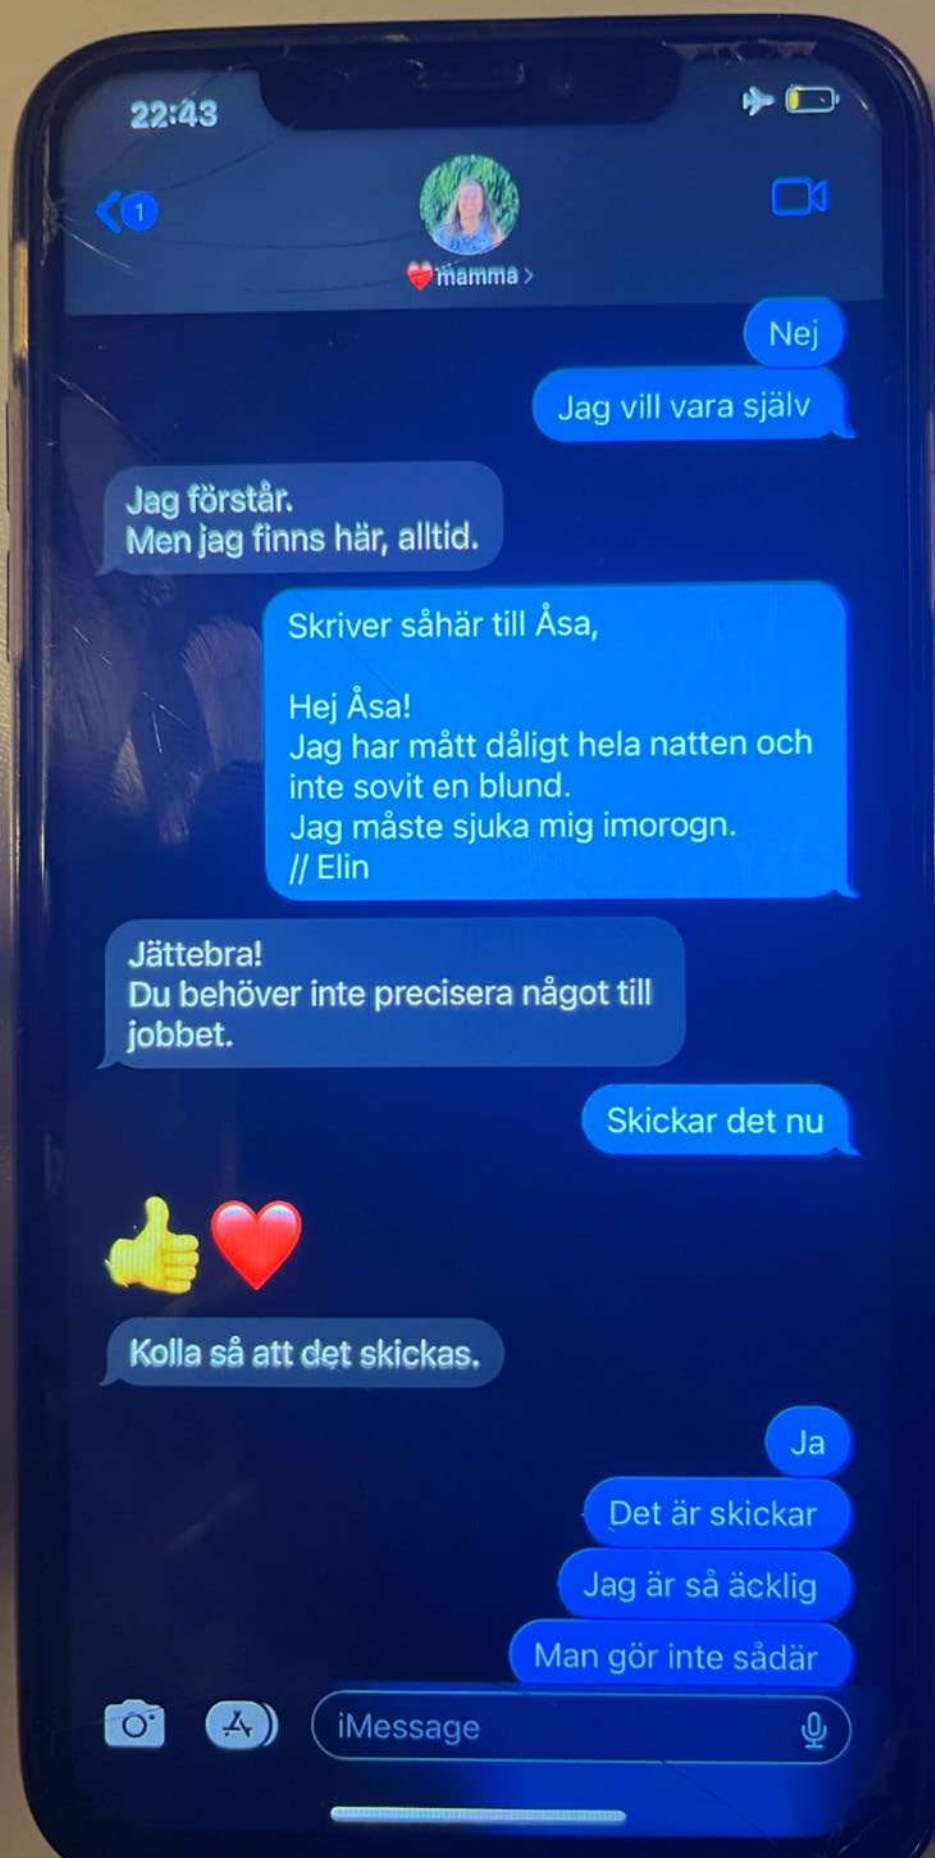 22:43
1
❤️mamma >
Nej
Jag vill vara själv
Jag förstår.
Men jag finns här, alltid.
Skriver såhär till Åsa,
Hej Åsa!
Jag har mått dåligt hela natten och
inte sovit en blund.
Jag måste sjuka mig imorogn.
// Elin
Jättebra!
Du behöver inte precisera något till
jobbet.
Skickar det nu
👍❤️
Kolla så att det skickas.
Ja
Det är skickar
Jag är så äcklig
Man gör inte sådär
iMessage